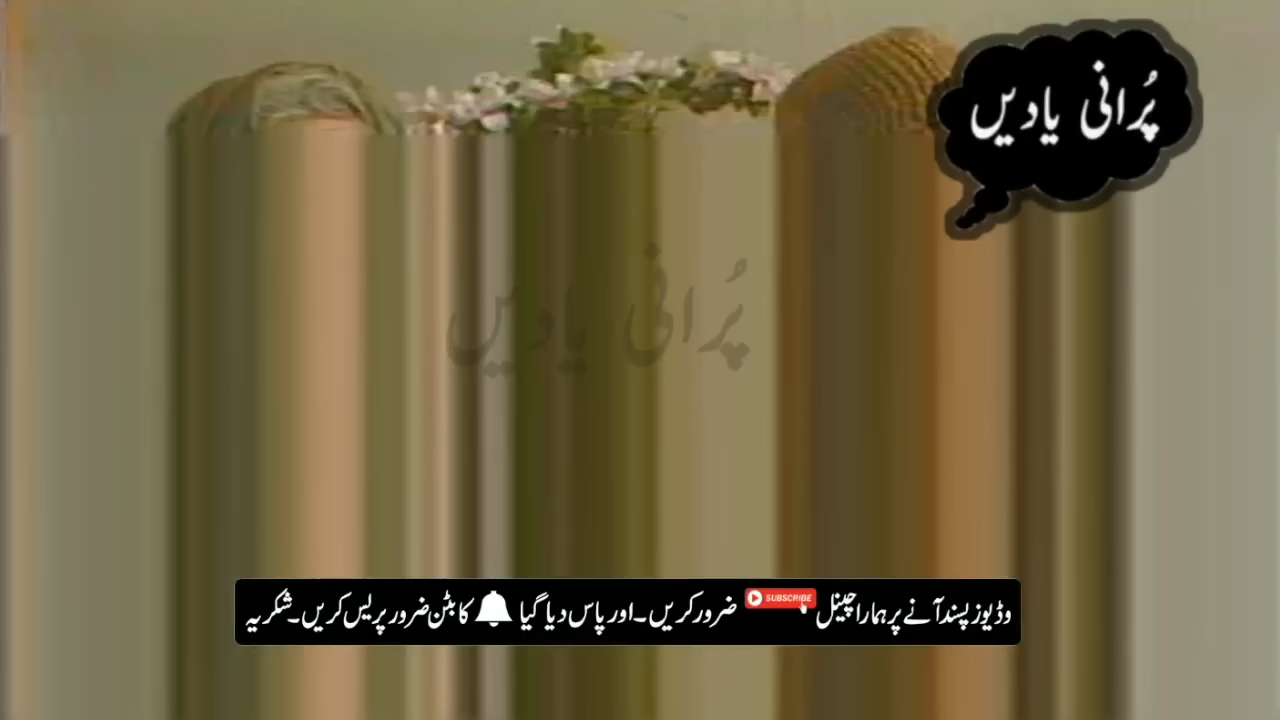 پُرانی یادیں
پُرانی یادیں
وڈیوز پسند آنے پر ہمارا چینل SUBSCRIBE ضرور کریں۔ اور پاس دیا گیا کا بٹن ضرور پریس کریں۔ شکریہ